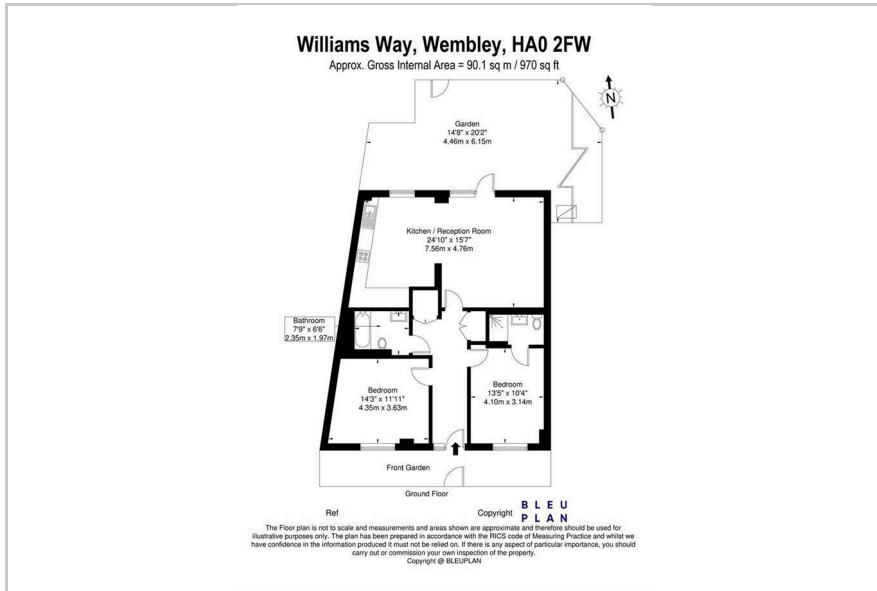 Williams Way, Wembley, HA0 2FW
Approx. Gross Internal Area = 90.1 sq m / 970 sq ft
N
Garden
14'8" x 20'2"
4.46m x 6.15m
Kitchen / Reception Room
24'10" x 15'7"
7.56m x 4.76m
Bathroom
7'9" x 6'6"
2.35m x 1.97m
Bedroom
14'3" x 11'11"
4.35m x 3.63m
Bedroom
13'5" x 10'4"
4.10m x 3.14m
Front Garden
Ground Floor
Ref
Copyright
BLEU
PLAN
The Floor plan is not to scale and measurements and areas shown are approximate and therefore should be used for
illustrative purposes only. The plan has been prepared in accordance with the RICS code of Measuring Practice and whilst we
have confidence in the information produced it must not be relied on. If there is any aspect of particular importance, you should
carry out or commission your own inspection of the property.
Copyright @ BLEUPLAN